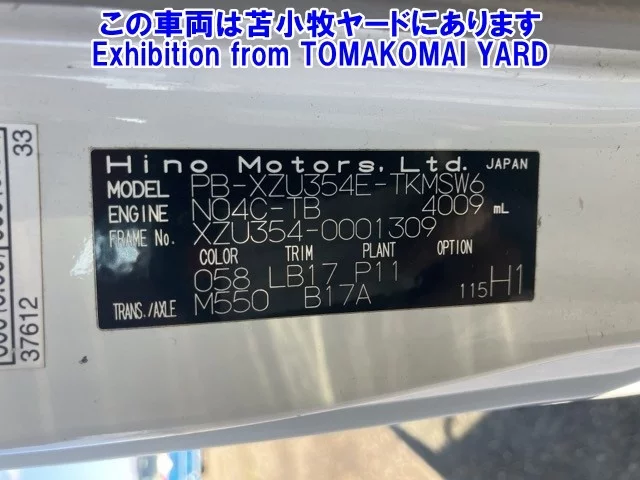 この車両は苫小牧ヤードにあります
Exhibition from TOMAKOMAI YARD
Hino Motors, Ltd. JAPAN
MODEL PB-XZU354E-TKMSW6
ENGINE N04C-TB 4009 mL
FRAME No. XZU354-0001309
COLOR TRIM PLANT OPTION
058 LB17 P11
TRANS./AXLE M550 B17A 115H1
33
37612